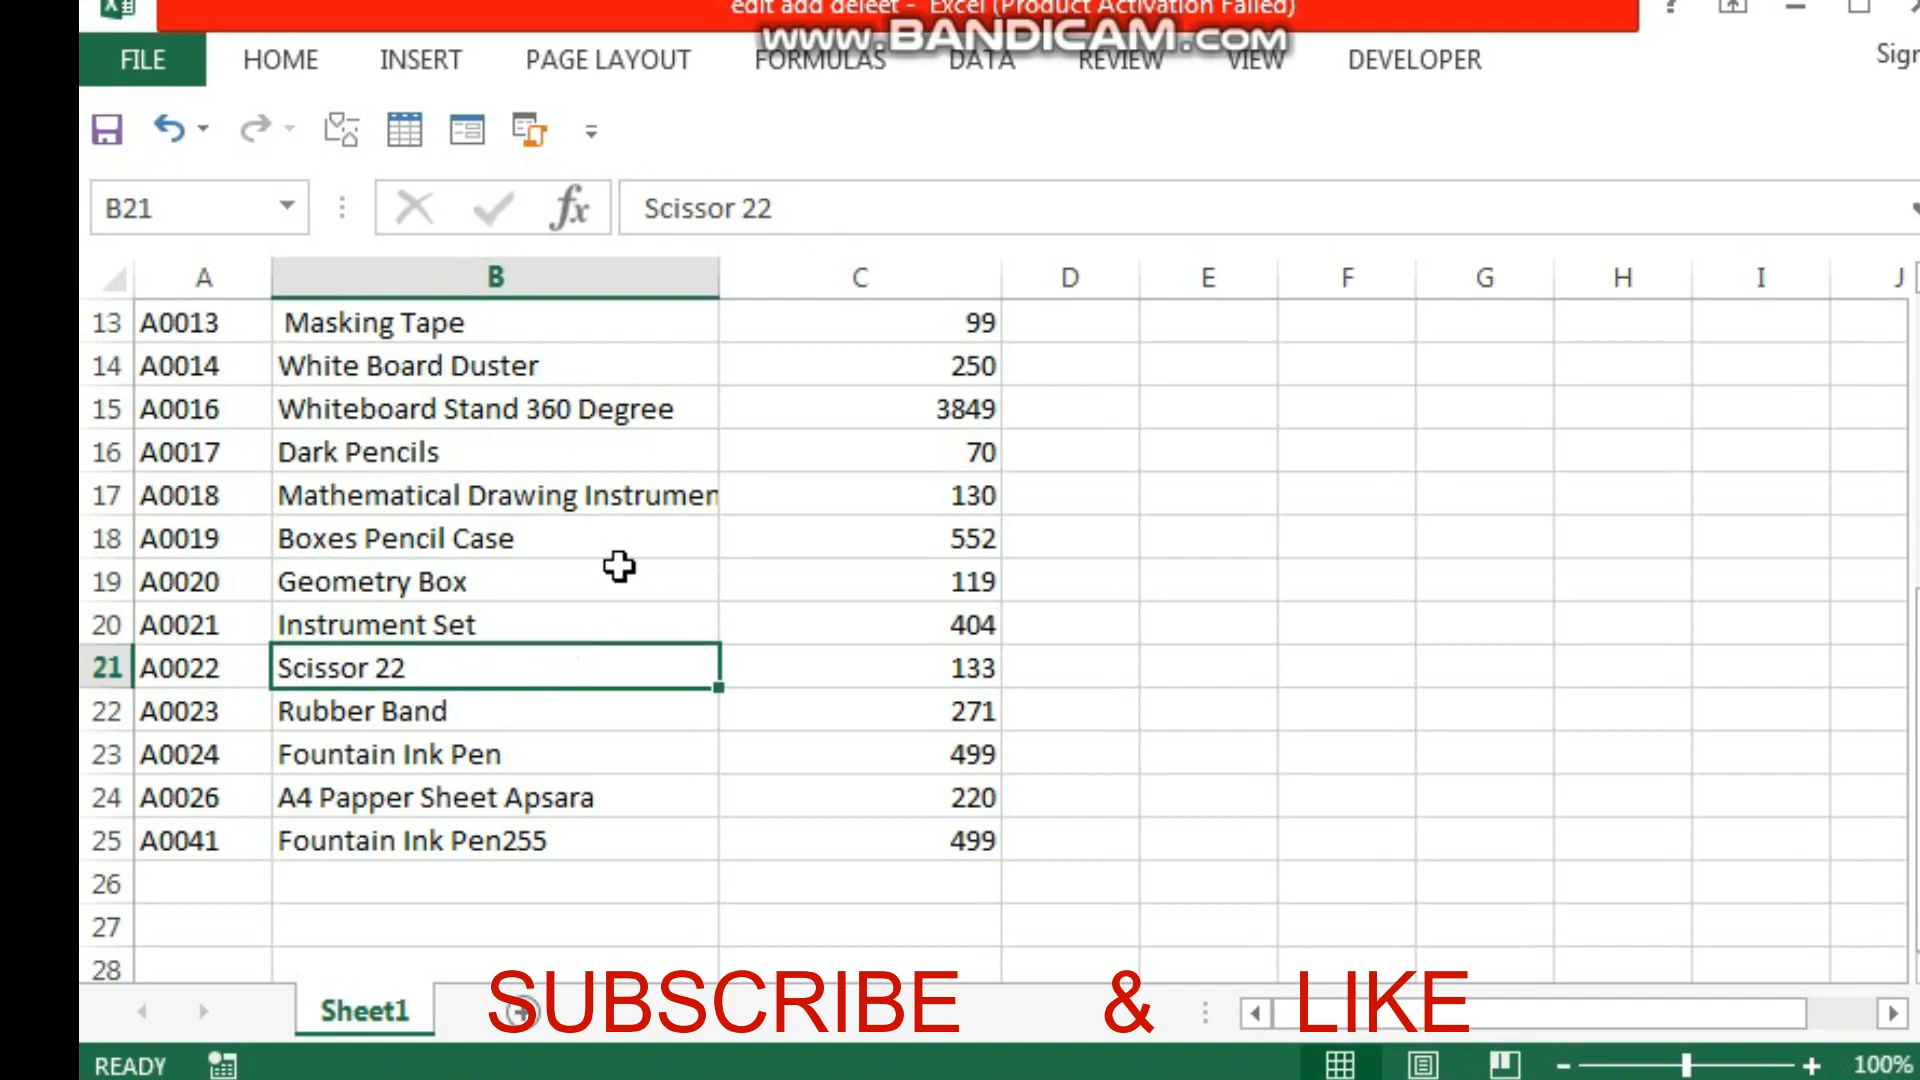 edit add deleet - Excel (Product Activation Failed)
www.BANDICAM.com
FILE HOME INSERT PAGE LAYOUT FORMULAS DATA REVIEW VIEW DEVELOPER Sign
B21 fx Scissor 22
A B C D E F G H I J
13 A0013 Masking Tape 99
14 A0014 White Board Duster 250
15 A0016 Whiteboard Stand 360 Degree 3849
16 A0017 Dark Pencils 70
17 A0018 Mathematical Drawing Instrumen 130
18 A0019 Boxes Pencil Case 552
19 A0020 Geometry Box 119
20 A0021 Instrument Set 404
21 A0022 Scissor 22 133
22 A0023 Rubber Band 271
23 A0024 Fountain Ink Pen 499
24 A0026 A4 Papper Sheet Apsara 220
25 A0041 Fountain Ink Pen255 499
26
27
28
Sheet1 SUBSCRIBE & LIKE
READY 100%